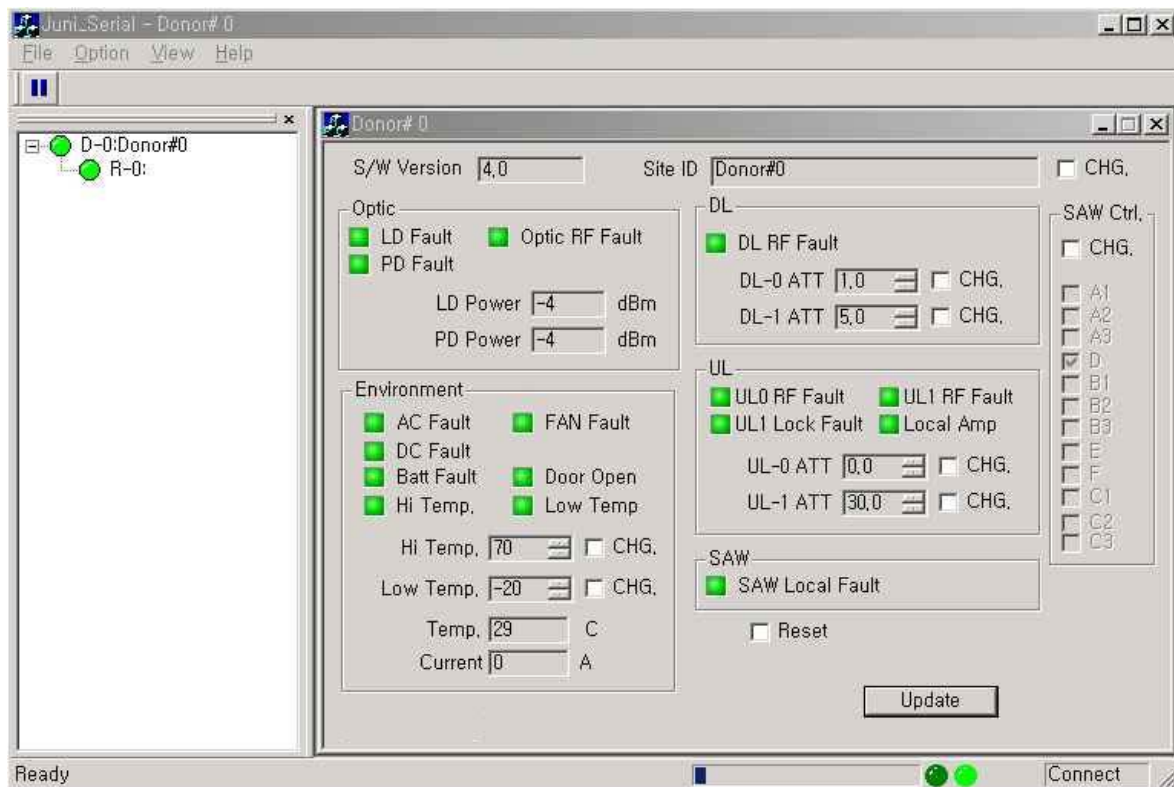 Juni_Serial - Donor# 0
File Option View Help
D-0:Donor#0
R-0:
Donor# 0
S/W Version 4.0 Site ID Donor#0 CHG.
Optic
LD Fault Optic RF Fault
PD Fault
LD Power -4 dBm
PD Power -4 dBm
Environment
AC Fault FAN Fault
DC Fault
Batt Fault Door Open
Hi Temp. Low Temp
Hi Temp. 70 CHG.
Low Temp. -20 CHG.
Temp. 29 C
Current 0 A
DL
DL RF Fault
DL-0 ATT 1.0 CHG.
DL-1 ATT 5.0 CHG.
UL
UL0 RF Fault UL1 RF Fault
UL1 Lock Fault Local Amp
UL-0 ATT 0.0 CHG.
UL-1 ATT 30.0 CHG.
SAW
SAW Local Fault
Reset
Update
SAW Ctrl.
CHG.
A1
A2
A3
D
B1
B2
B3
E
F
C1
C2
C3
Ready Connect